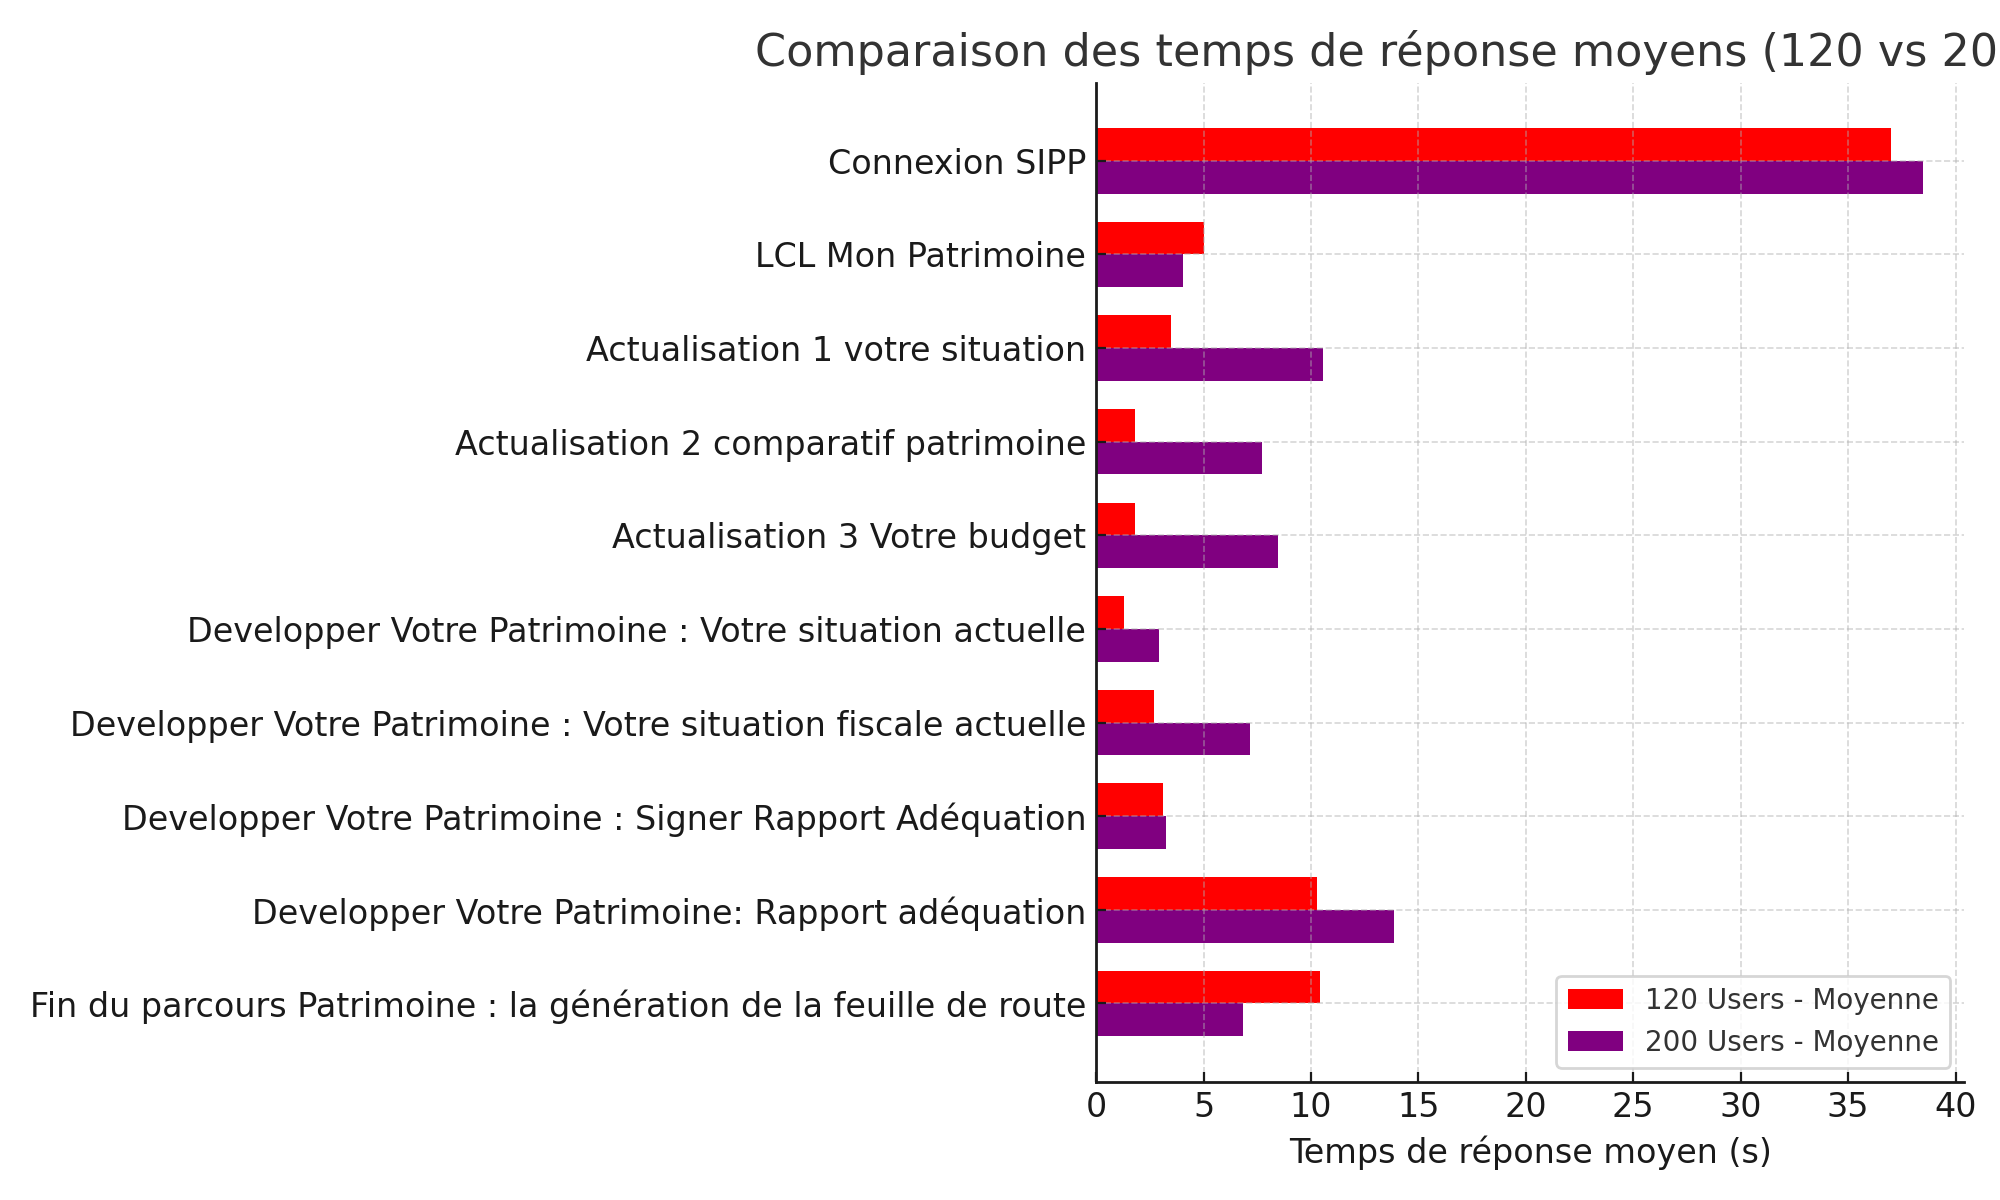 Comparaison des temps de réponse moyens (120 vs 20
Connexion SIPP
LCL Mon Patrimoine
Actualisation 1 votre situation
Actualisation 2 comparatif patrimoine
Actualisation 3 Votre budget
Developper Votre Patrimoine : Votre situation actuelle
Developper Votre Patrimoine : Votre situation fiscale actuelle
Developper Votre Patrimoine : Signer Rapport Adéquation
Developper Votre Patrimoine: Rapport adéquation
Fin du parcours Patrimoine : la génération de la feuille de route
120 Users - Moyenne
200 Users - Moyenne
0 5 10 15 20 25 30 35 40
Temps de réponse moyen (s)